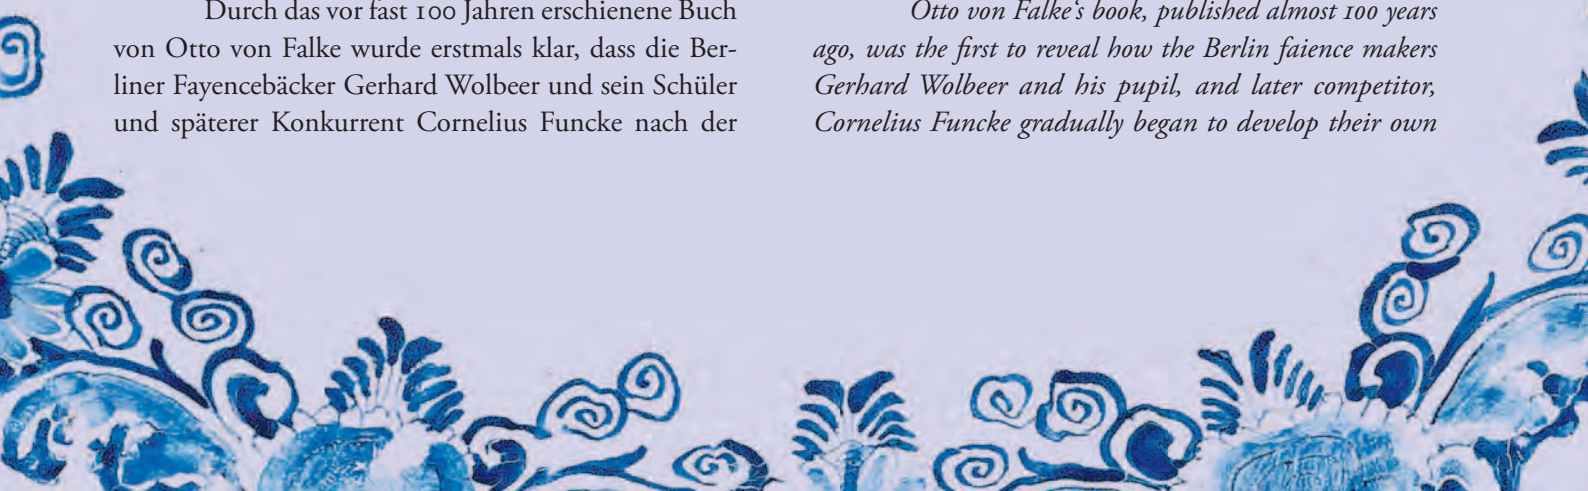 Durch das vor fast 100 Jahren erschienene Buch
von Otto von Falke wurde erstmals klar, dass die Ber-
liner Fayencebäcker Gerhard Wolbeer und sein Schüler
und späterer Konkurrent Cornelius Funcke nach der
Otto von Falke‘s book, published almost 100 years
ago, was the first to reveal how the Berlin faience makers
Gerhard Wolbeer and his pupil, and later competitor,
Cornelius Funcke gradually began to develop their own